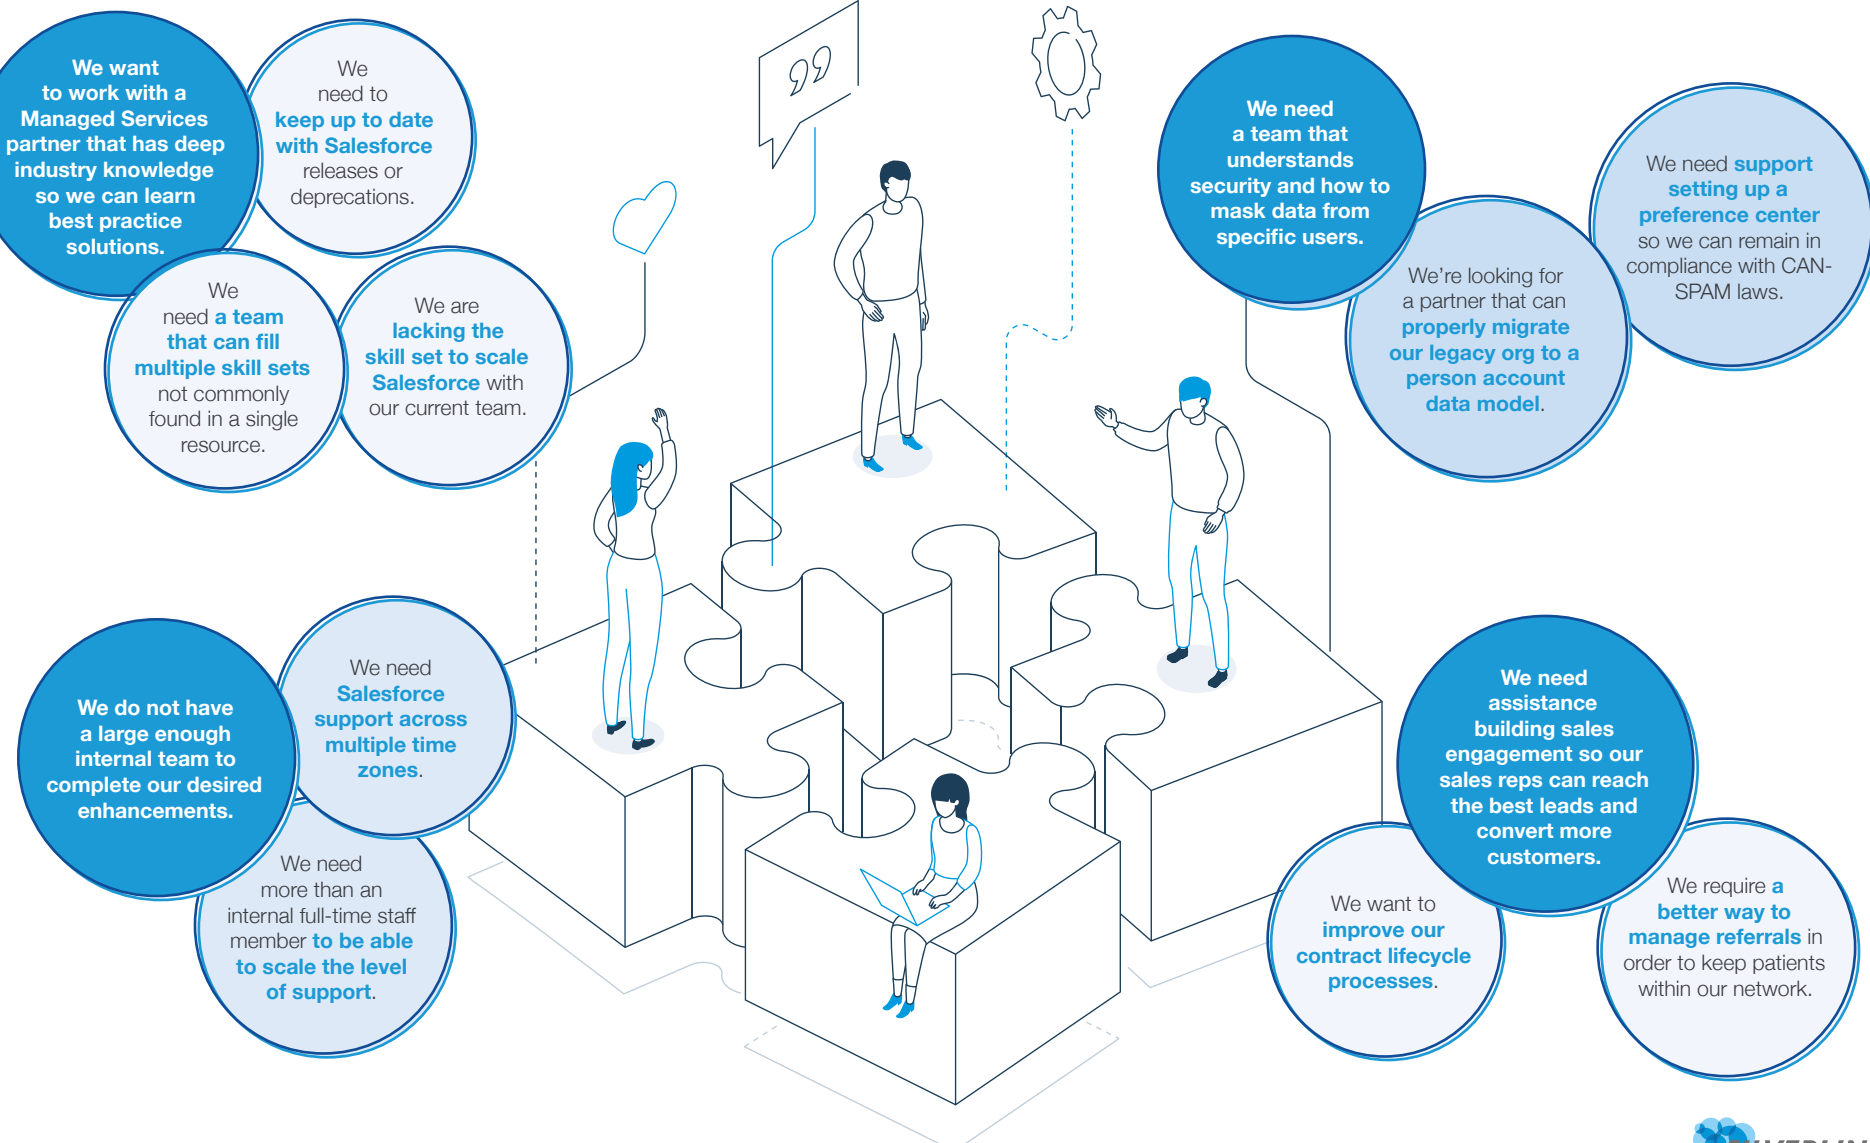 We want
to work with a
Managed Services
partner that has deep
industry knowledge
so we can learn
best practice
solutions.
We
need to
keep up to date
with Salesforce
releases or
deprecations.
We
need a team
that can fill
multiple skill sets
not commonly
found in a single
resource.
We are
lacking the
skill set to scale
Salesforce with
our current team.
We need
a team that
understands
security and how to
mask data from
specific users.
We're looking for
a partner that can
properly migrate
our legacy org to a
person account
data model.
We need support
setting up a
preference center
so we can remain in
compliance with CAN-
SPAM laws.
We do not have
a large enough
internal team to
complete our desired
enhancements.
We need
Salesforce
support across
multiple time
zones.
We need
more than an
internal full-time staff
member to be able
to scale the level
of support.
We need
assistance
building sales
engagement so our
sales reps can reach
the best leads and
convert more
customers.
We want to
improve our
contract lifecycle
processes.
We require a
better way to
manage referrals in
order to keep patients
within our network.